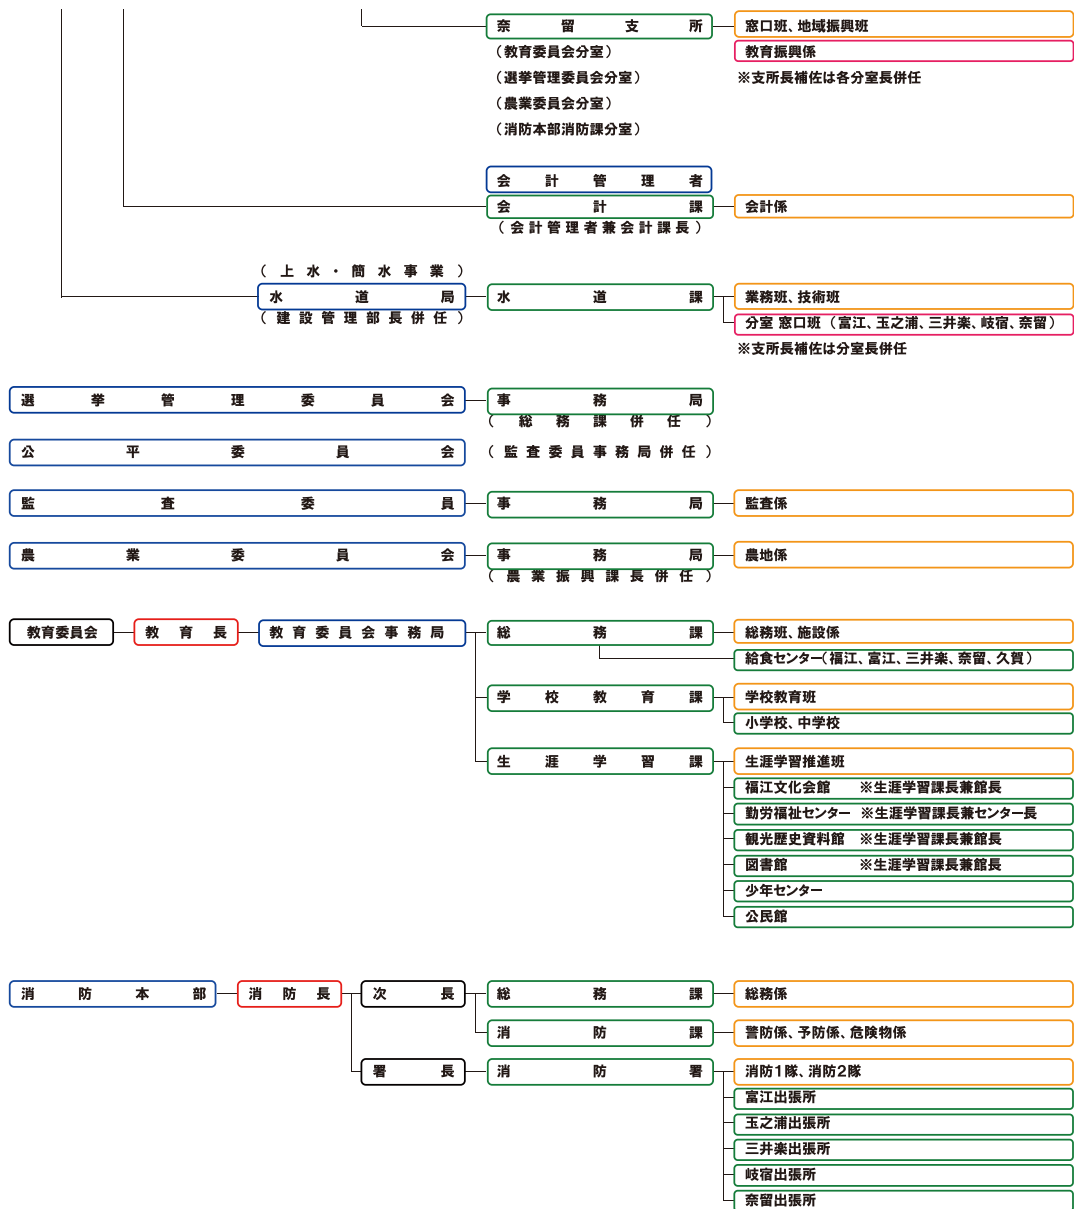 奈留支所
窓口班、地域振興班
教育振興係
(教育委員会分室)
(選挙管理委員会分室)
※支所長補佐は各分室長併任
(農業委員会分室)
(消防本部消防課分室)
会計管理者
会計課
会計係
(会計管理者兼会計課長)
(上水・簡水事業)
水道局
水道課
業務班、技術班
(建設管理部長併任)
分室 窓口班 (富江、玉之浦、三井楽、岐宿、奈留)
※支所長補佐は分室長併任
選挙管理委員会
事務局
(総務課併任)
公平委員会
(監査委員事務局併任)
監査委員
事務局
監査係
農業委員会
事務局
農地係
(農業振興課長併任)
教育委員会
教育長
教育委員会事務局
総務課
総務班、施設係
給食センター(福江、富江、三井楽、奈留、久賀)
学校教育課
学校教育班
小学校、中学校
生涯学習課
生涯学習推進班
福江文化会館 ※生涯学習課長兼館長
勤労福祉センター ※生涯学習課長兼センター長
観光歴史資料館 ※生涯学習課長兼館長
図書館 ※生涯学習課長兼館長
少年センター
公民館
消防本部
消防長
次長
総務課
総務係
消防課
警防係、予防係、危険物係
署長
消防署
消防1隊、消防2隊
富江出張所
玉之浦出張所
三井楽出張所
岐宿出張所
奈留出張所